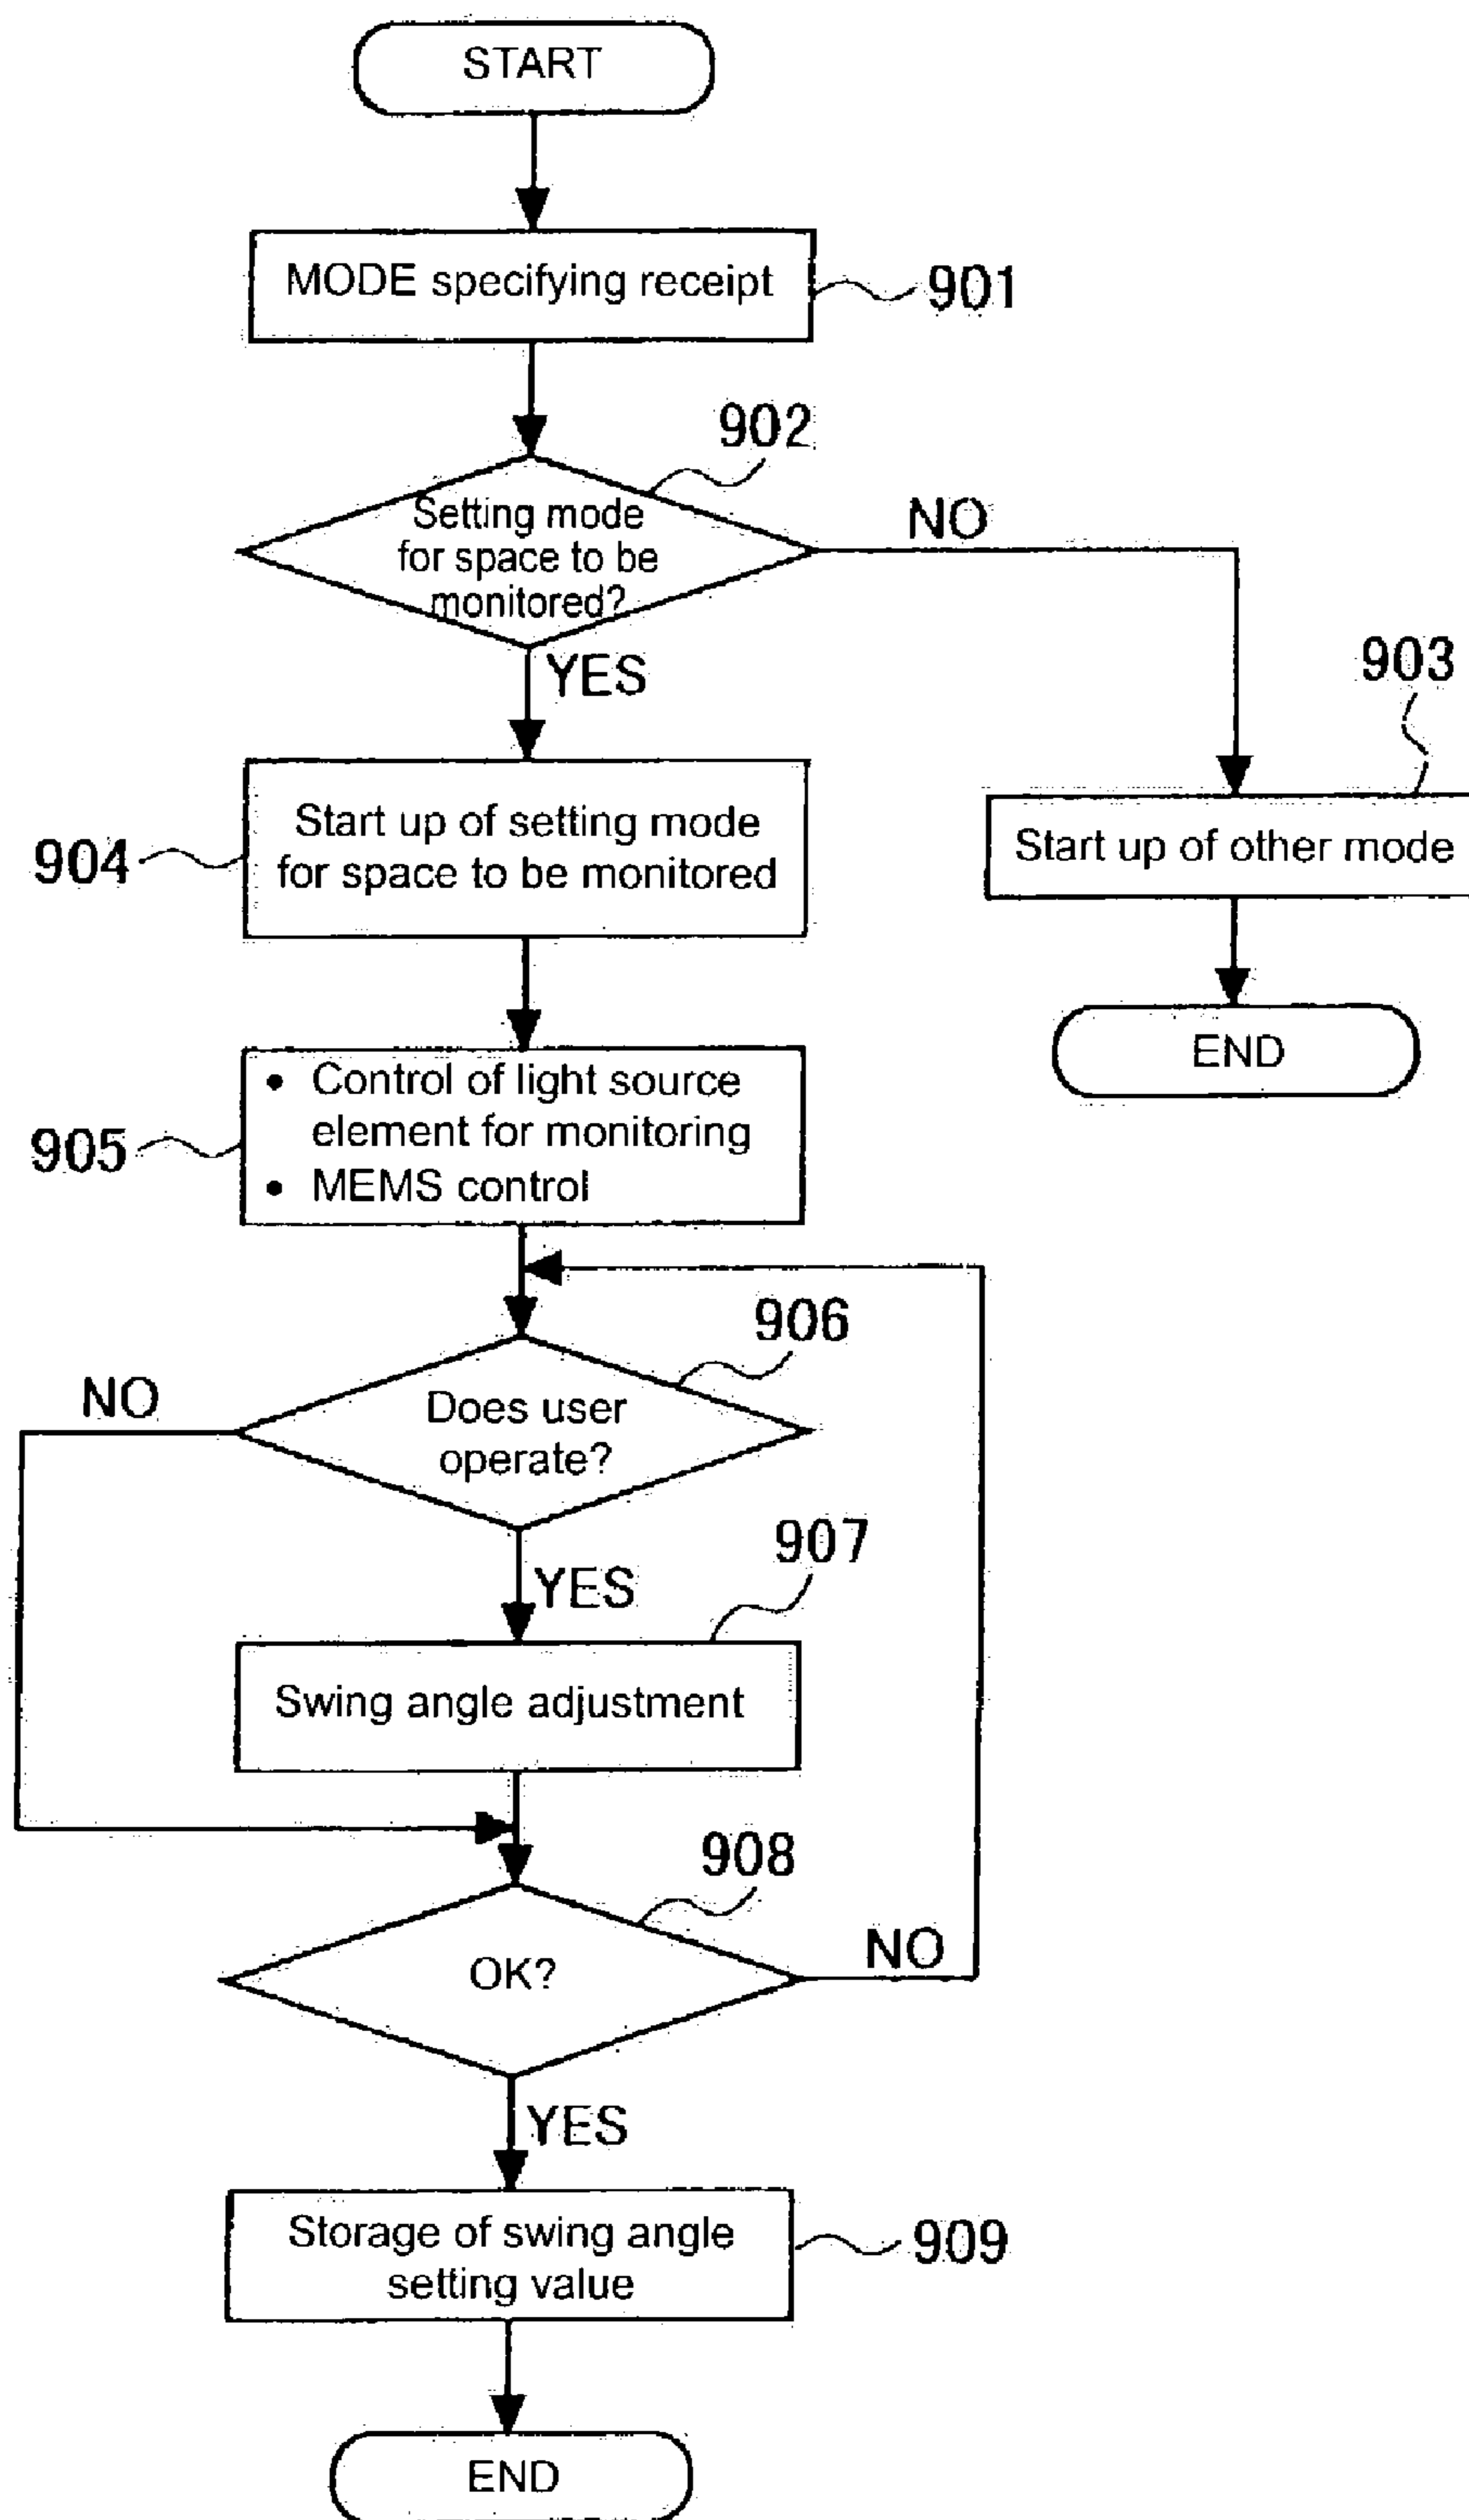 START
MODE specifying receipt
901
902
Setting mode
for space to be
monitored?
NO
YES
903
904
Start up of setting mode
for space to be monitored
Start up of other mode
END
905
• Control of light source
element for monitoring
• MEMS control
906
NO
Does user
operate?
907
YES
Swing angle adjustment
908
OK?
NO
YES
Storage of swing angle
setting value
909
END